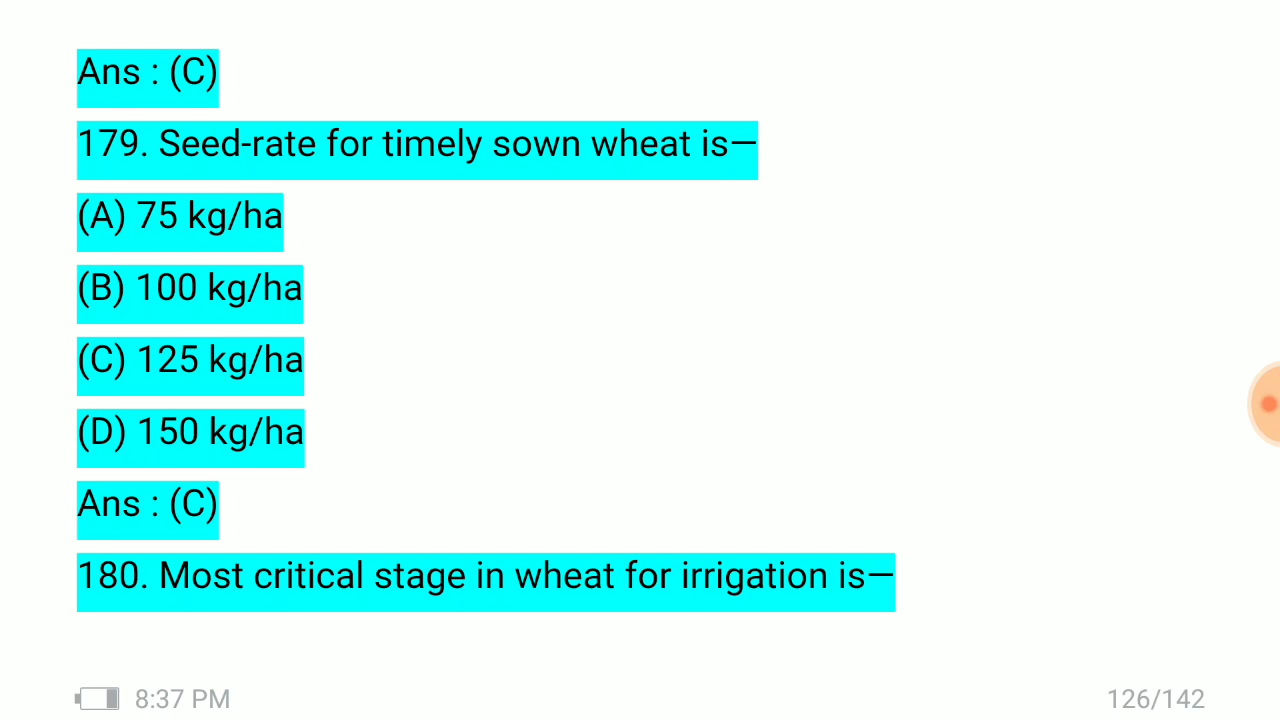 Ans : (C)
179. Seed-rate for timely sown wheat is—
(A) 75 kg/ha
(B) 100 kg/ha
(C) 125 kg/ha
(D) 150 kg/ha
Ans : (C)
180. Most critical stage in wheat for irrigation is—
8:37 PM
126/142